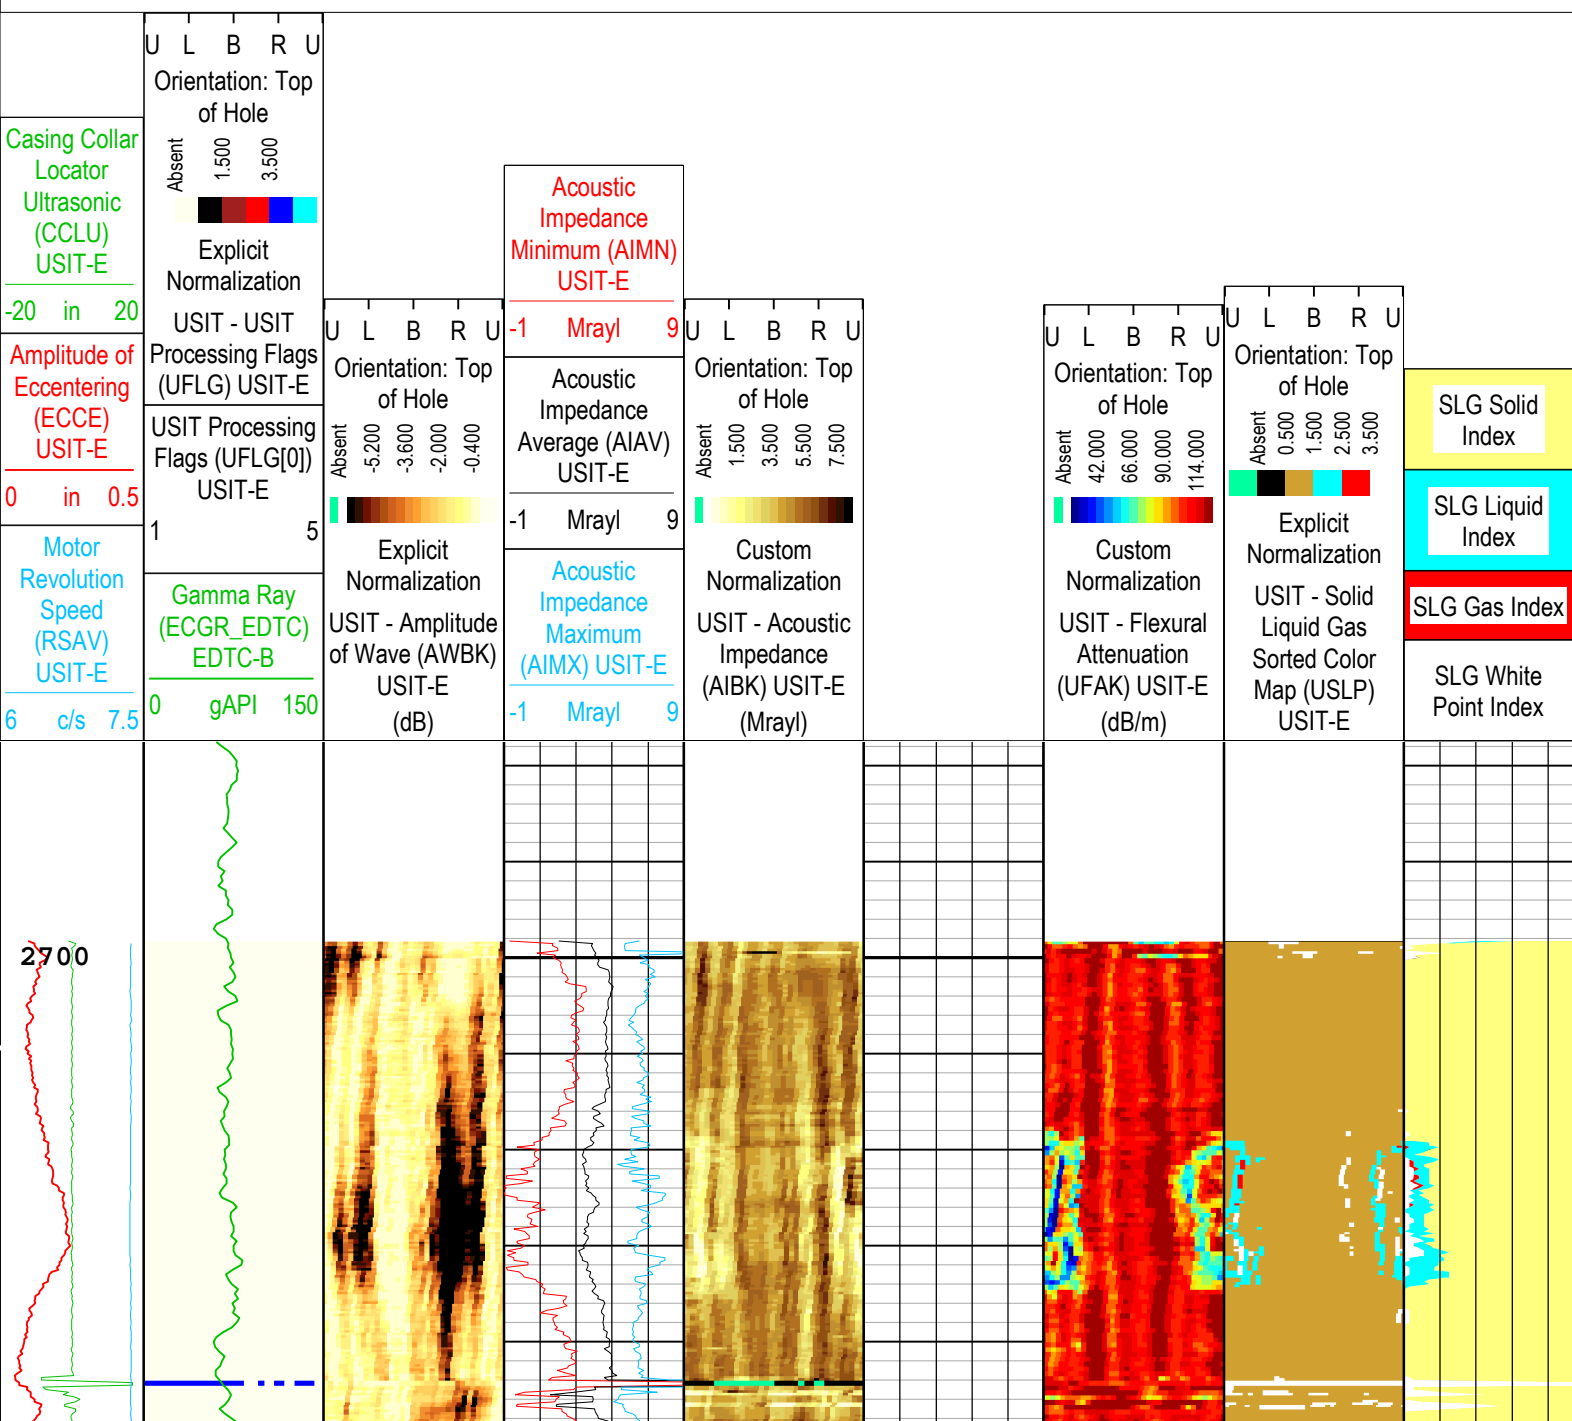 Casing Collar
Locator
Ultrasonic
(CCLU)
USIT-E
-20 in 20
Amplitude of
Eccentering
(ECCE)
USIT-E
0 in 0.5
Motor
Revolution
Speed
(RSAV)
USIT-E
6 c/s 7.5
U L B R U
Orientation: Top
of Hole
Absent
1.500
3.500
Explicit
Normalization
USIT - USIT
Processing Flags
(UFLG) USIT-E
USIT Processing
Flags (UFLG[0])
USIT-E
1 5
Gamma Ray
(ECGR_EDTC)
EDTC-B
0 gAPI 150
U L B R U
Orientation: Top
of Hole
Absent
-5.200
-3.600
-2.000
-0.400
Explicit
Normalization
USIT - Amplitude
of Wave (AWBK)
USIT-E
(dB)
Acoustic
Impedance
Minimum (AIMN)
USIT-E
-1 Mrayl 9
Acoustic
Impedance
Average (AIAV)
USIT-E
-1 Mrayl 9
Acoustic
Impedance
Maximum
(AIMX) USIT-E
-1 Mrayl 9
U L B R U
Orientation: Top
of Hole
Absent
1.500
3.500
5.500
7.500
Custom
Normalization
USIT - Acoustic
Impedance
(AIBK) USIT-E
(Mrayl)
U L B R U
Orientation: Top
of Hole
Absent
42.000
66.000
90.000
114.000
Custom
Normalization
USIT - Flexural
Attenuation
(UFAK) USIT-E
(dB/m)
U L B R U
Orientation: Top
of Hole
Absent
0.500
1.500
2.500
3.500
Explicit
Normalization
USIT - Solid
Liquid Gas
Sorted Color
Map (USLP)
USIT-E
SLG Solid
Index
SLG Liquid
Index
SLG Gas Index
SLG White
Point Index
2700